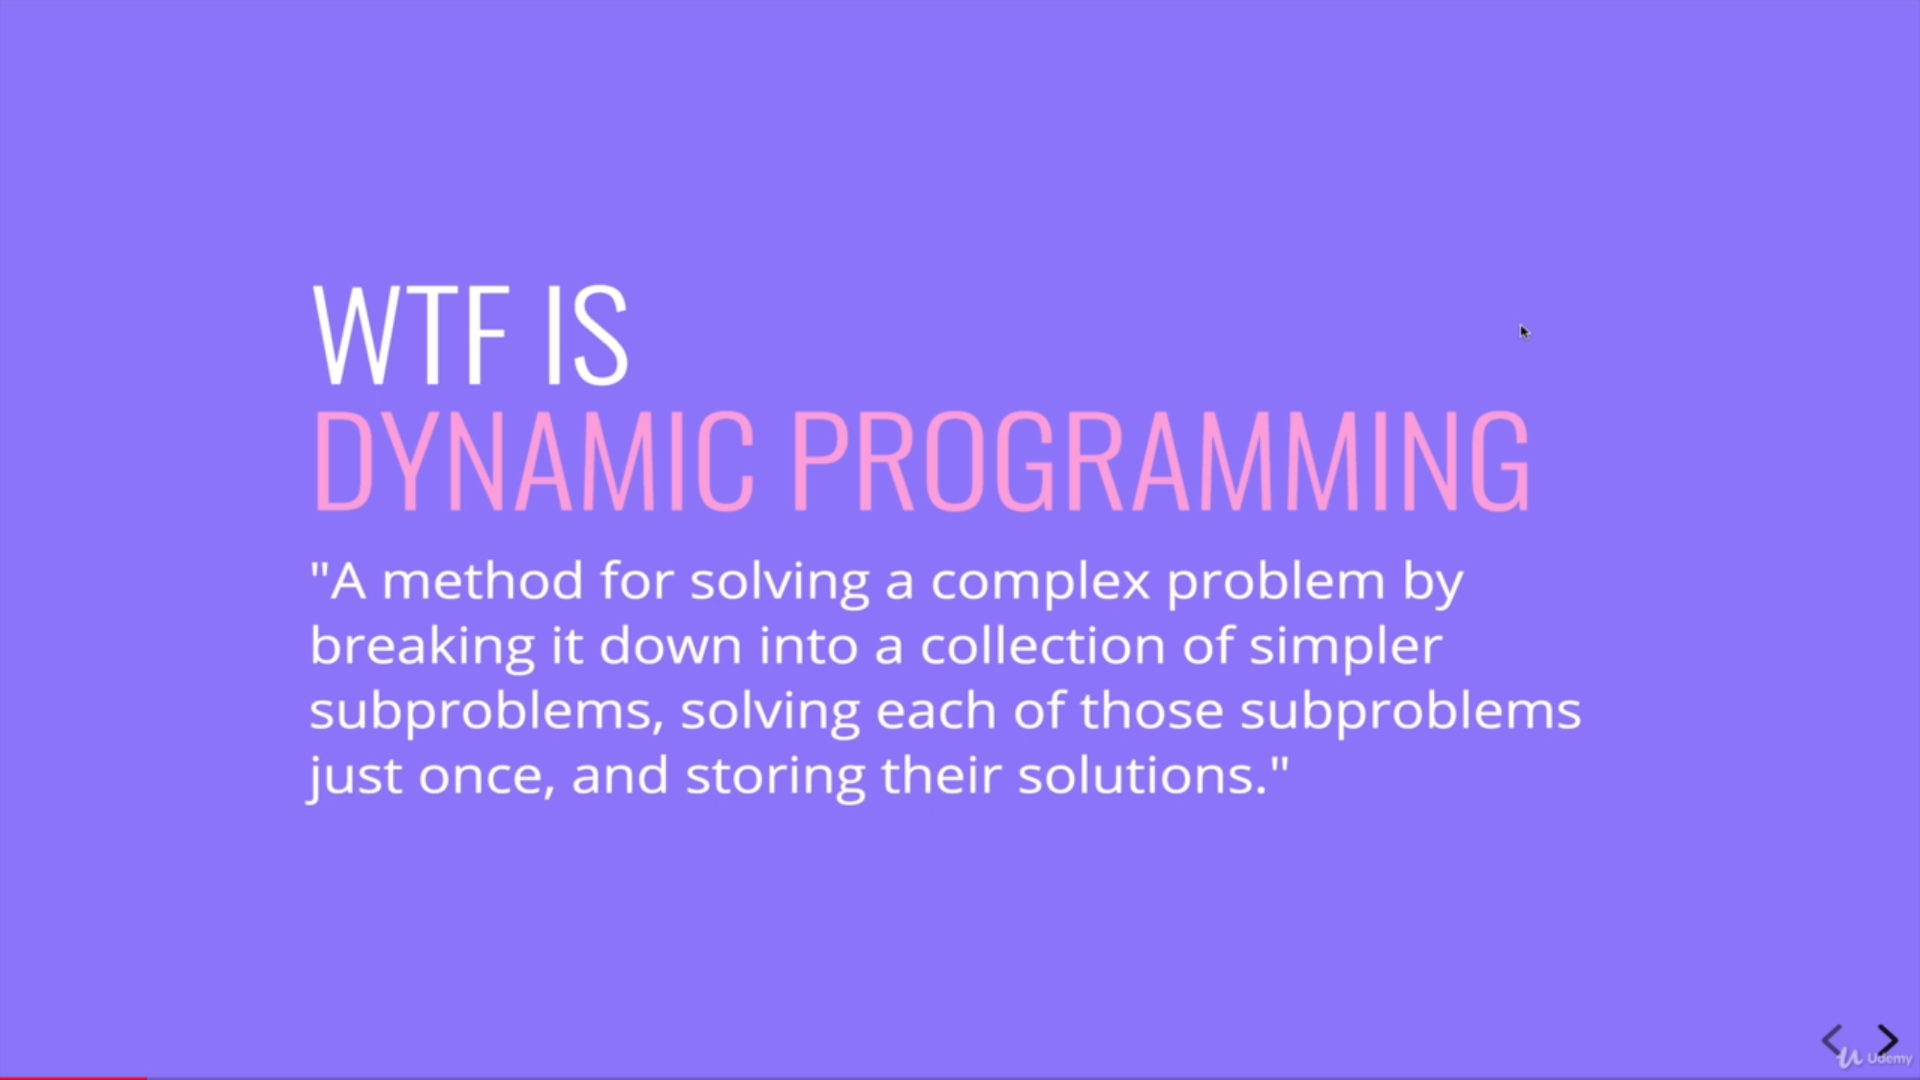 WTF IS
DYNAMIC PROGRAMMING
"A method for solving a complex problem by
breaking it down into a collection of simpler
subproblems, solving each of those subproblems
just once, and storing their solutions."
Udemy